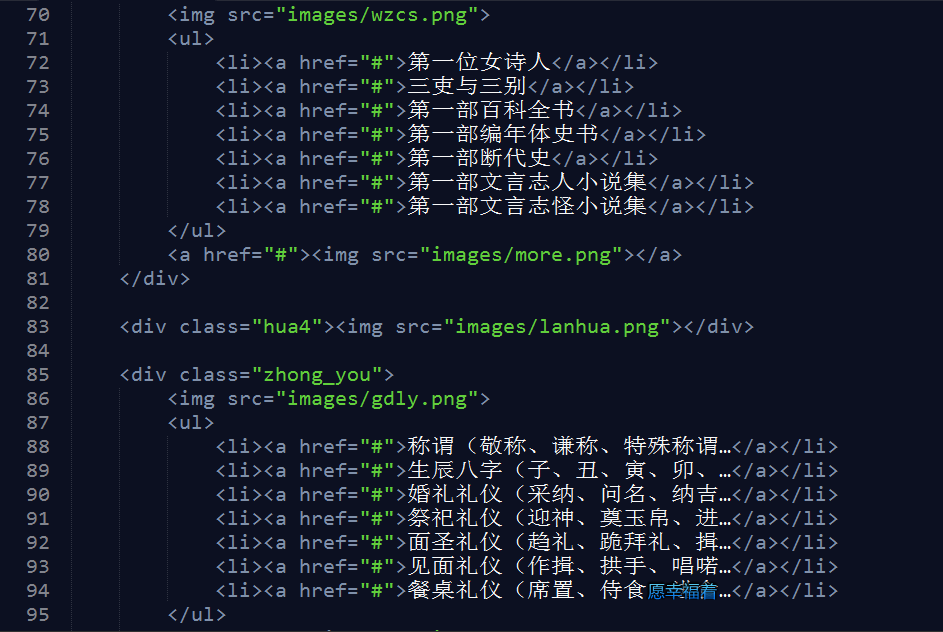 70 <img src="images/wzcs.png">
71 <ul>
72 <li><a href="#">第一位女诗人</a></li>
73 <li><a href="#">三吏与三别</a></li>
74 <li><a href="#">第一部百科全书</a></li>
75 <li><a href="#">第一部编年体史书</a></li>
76 <li><a href="#">第一部断代史</a></li>
77 <li><a href="#">第一部文言志人小说集</a></li>
78 <li><a href="#">第一部文言志怪小说集</a></li>
79 </ul>
80 <a href="#"><img src="images/more.png"></a>
81 </div>
82
83 <div class="hua4"><img src="images/lanhua.png"></div>
84
85 <div class="zhong_you">
86 <img src="images/gdly.png">
87 <ul>
88 <li><a href="#">称谓（敬称、谦称、特殊称谓…</a></li>
89 <li><a href="#">生辰八字（子、丑、寅、卯、…</a></li>
90 <li><a href="#">婚礼礼仪（采纳、问名、纳吉…</a></li>
91 <li><a href="#">祭祀礼仪（迎神、奠玉帛、进…</a></li>
92 <li><a href="#">面圣礼仪（趋礼、跪拜礼、揖…</a></li>
93 <li><a href="#">见面礼仪（作揖、拱手、唱喏…</a></li>
94 <li><a href="#">餐桌礼仪（席置、侍食愿幸福着…</a></li>
95 </ul>